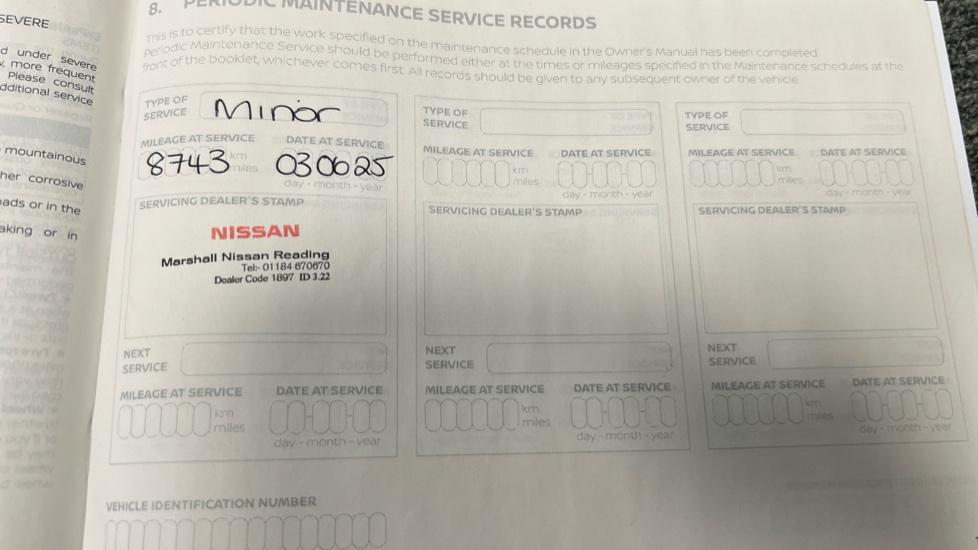 SEVERE
d under severe
, more frequent
Please consult
dditional service
mountainous
her corrosive
oads or in the
aking or in
8. PERIODIC MAINTENANCE SERVICE RECORDS
This is to certify that the work specified on the maintenance schedule in the Owner's Manual has been completed.
Periodic Maintenance Service should be performed either at the times or mileages specified in the Maintenance schedules at the
front of the booklet, whichever comes first. All records should be given to any subsequent owner of the vehicle.
TYPE OF
SERVICE
Minor
MILEAGE AT SERVICE DATE AT SERVICE
8743 km
miles
030625
day - month - year
SERVICING DEALER'S STAMP
NISSAN
Marshall Nissan Reading
Tel:- 01184 670670
Dealer Code 1897 ID 3.22
NEXT
SERVICE
MILEAGE AT SERVICE DATE AT SERVICE
km
miles
day - month - year
TYPE OF
SERVICE
MILEAGE AT SERVICE DATE AT SERVICE
km
miles
day - month - year
SERVICING DEALER'S STAMP
NEXT
SERVICE
MILEAGE AT SERVICE DATE AT SERVICE
km
miles
day - month - year
TYPE OF
SERVICE
MILEAGE AT SERVICE DATE AT SERVICE
km
miles
day - month - year
SERVICING DEALER'S STAMP
NEXT
SERVICE
MILEAGE AT SERVICE DATE AT SERVICE
km
miles
day - month - year
VEHICLE IDENTIFICATION NUMBER